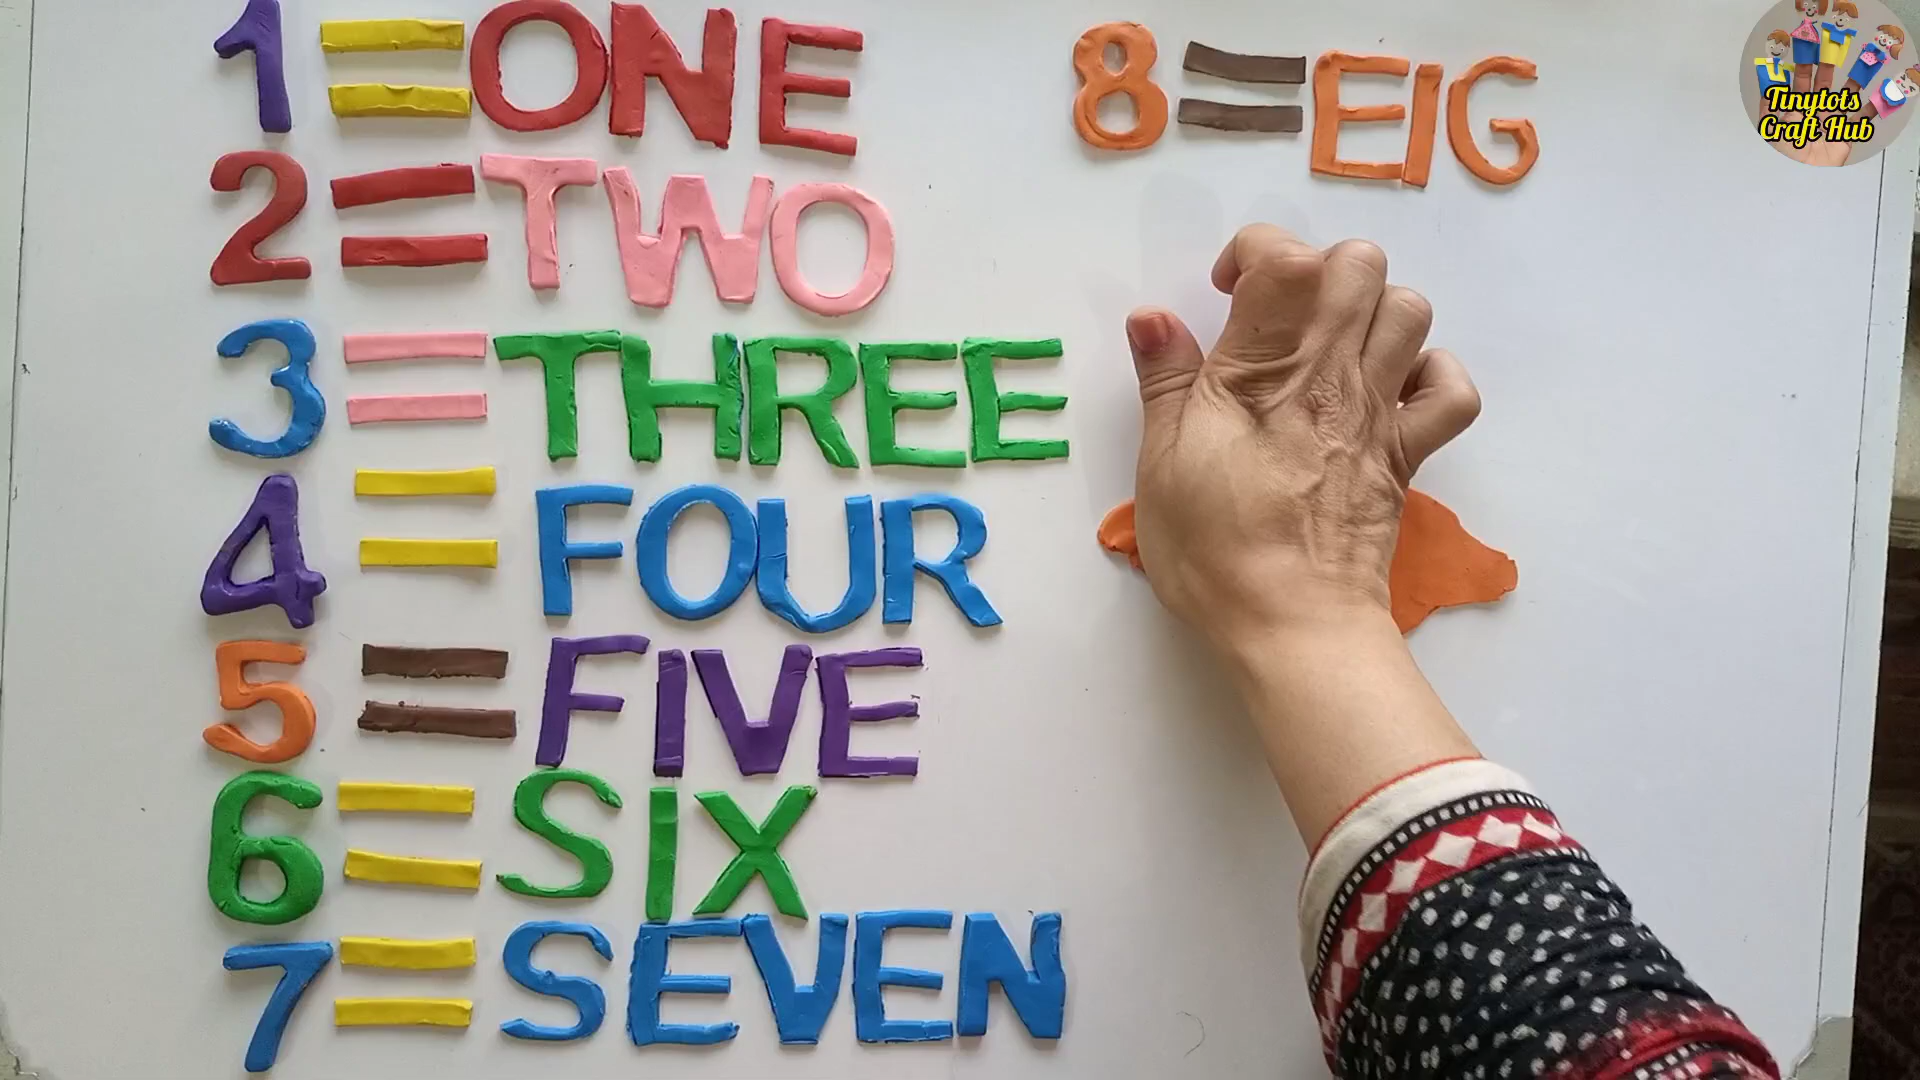 1=ONE
2=TWO
3=THREE
4=FOUR
5=FIVE
6=SIX
7=SEVEN
8=EIG
Tinytots
Craft Hub